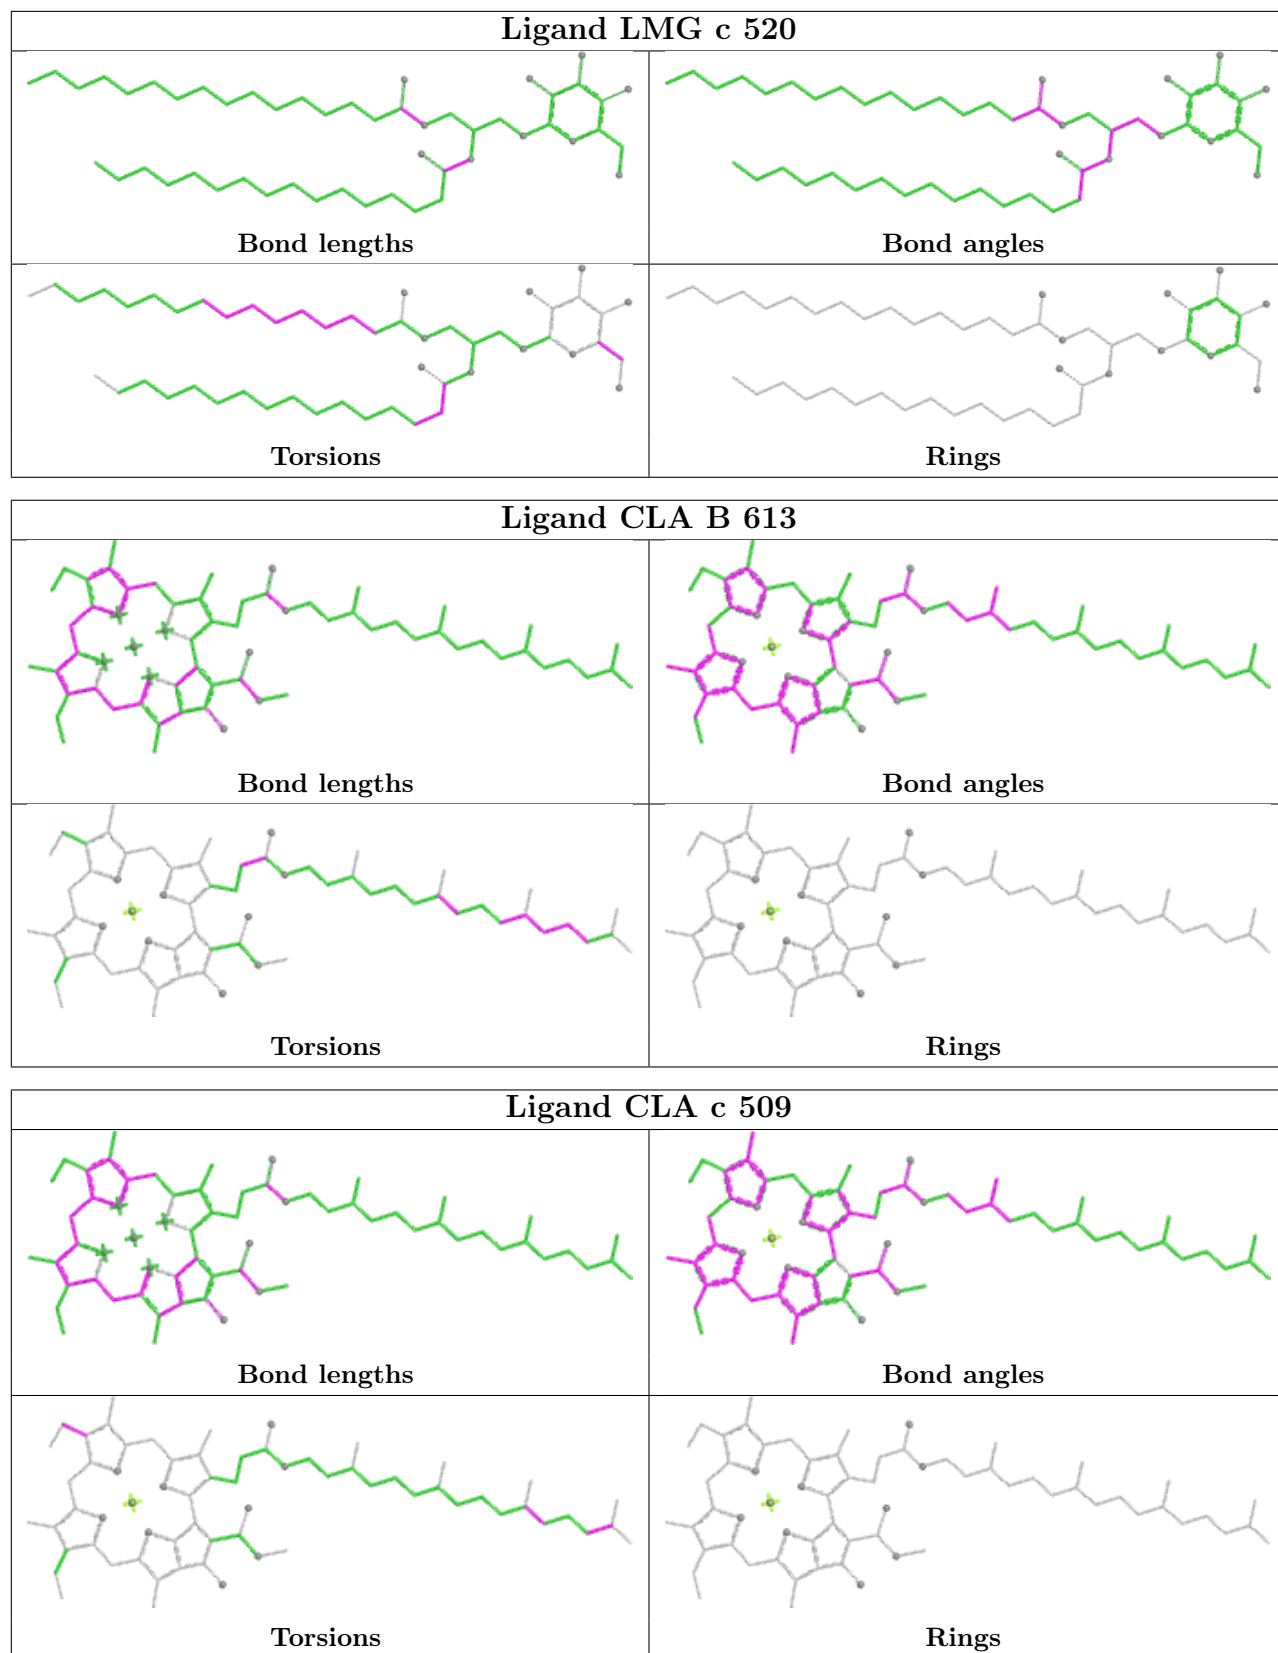 Ligand LMG c 520
Bond lengths
Bond angles
Torsions
Rings
Ligand CLA B 613
Bond lengths
Bond angles
Torsions
Rings
Ligand CLA c 509
Bond lengths
Bond angles
Torsions
Rings